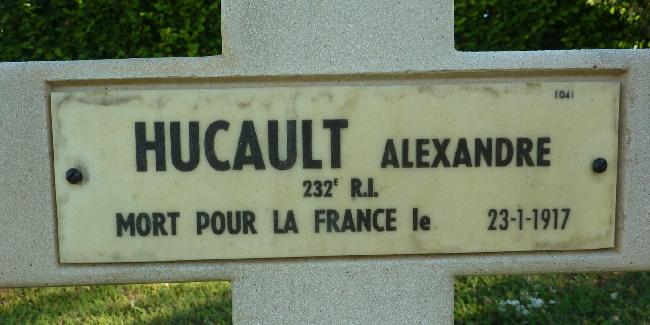 1041
HUCAULT ALEXANDRE
232E R.I.
MORT POUR LA FRANCE le 23-1-1917